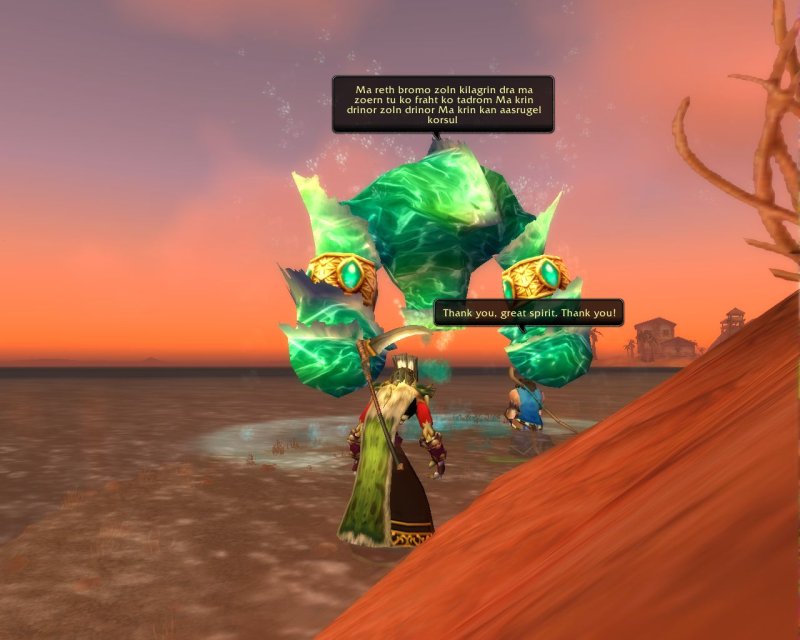 Ma reth bromo zoln kilagrin dra ma
zoern tu ko fraht ko tadrom Ma krin
drinor zoln drinor Ma krin kan aasrugel
korsul
Thank you, great spirit. Thank you!